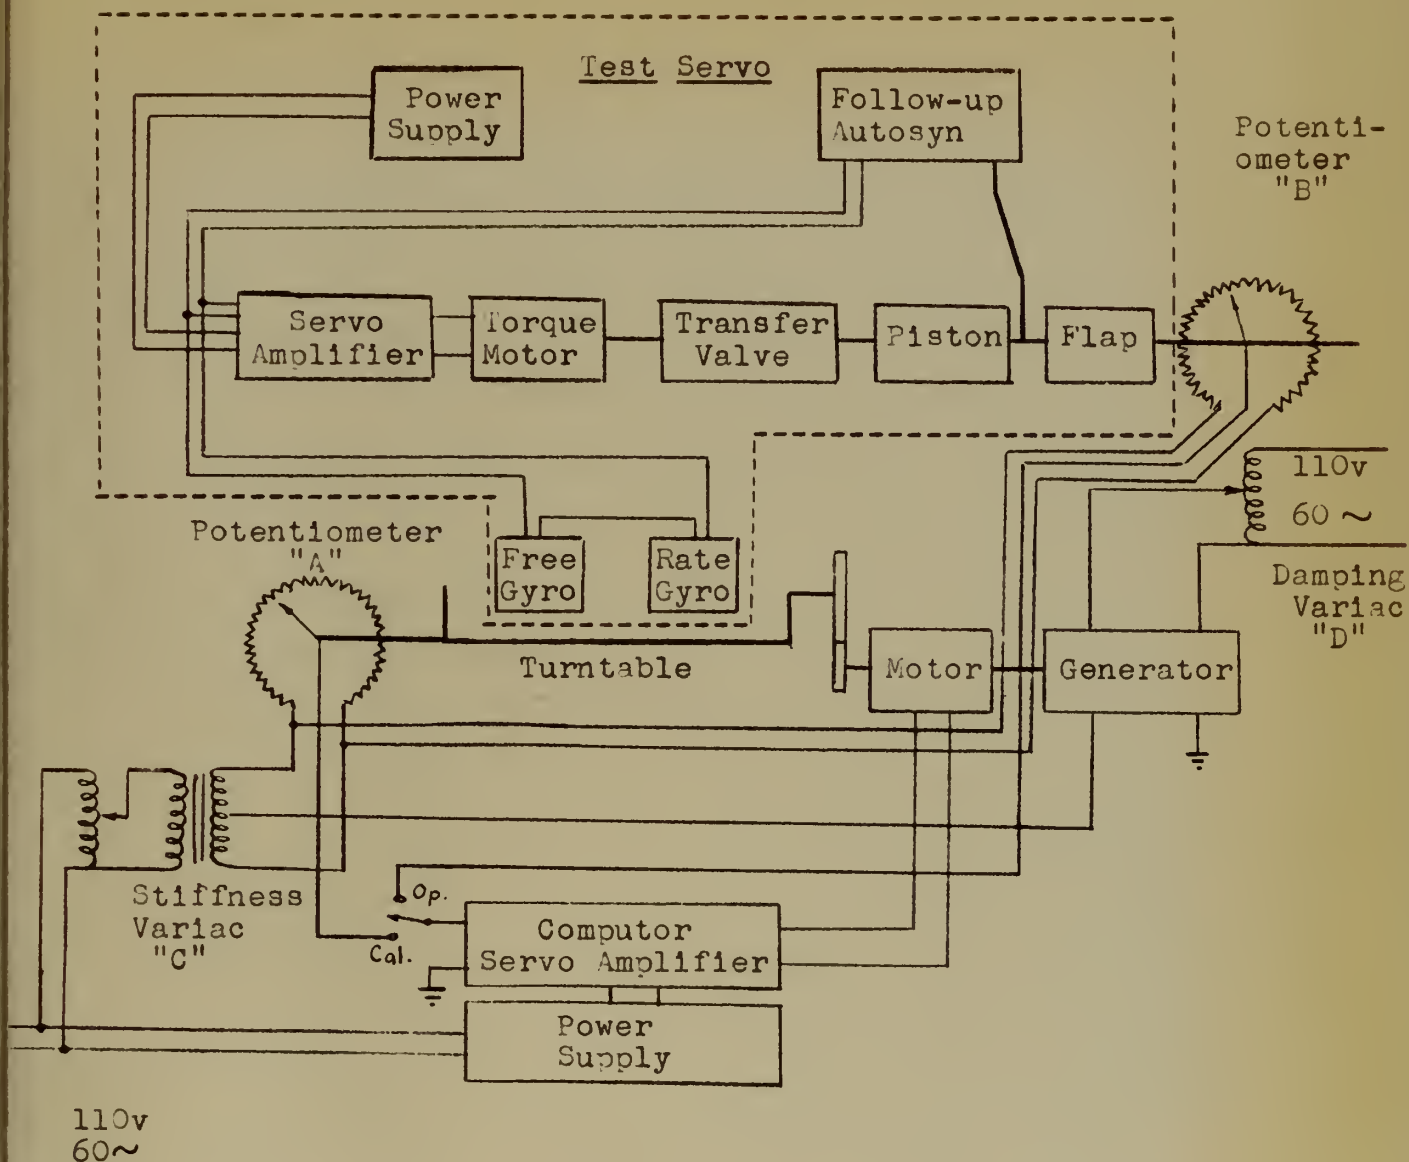 Test Servo
Power
Supply
Follow-up
Autosyn
Potenti-
ometer
"B"
Servo
Amplifier
Torque
Motor
Transfer
Valve
Piston
Flap
110v
60 ~
Damping
Variac
"D"
Potentiometer
"A"
Free
Gyro
Rate
Gyro
Turntable
Motor
Generator
Stiffness
Variac
"C"
Op.
Cal.
Computor
Servo Amplifier
Power
Supply
110v
60~